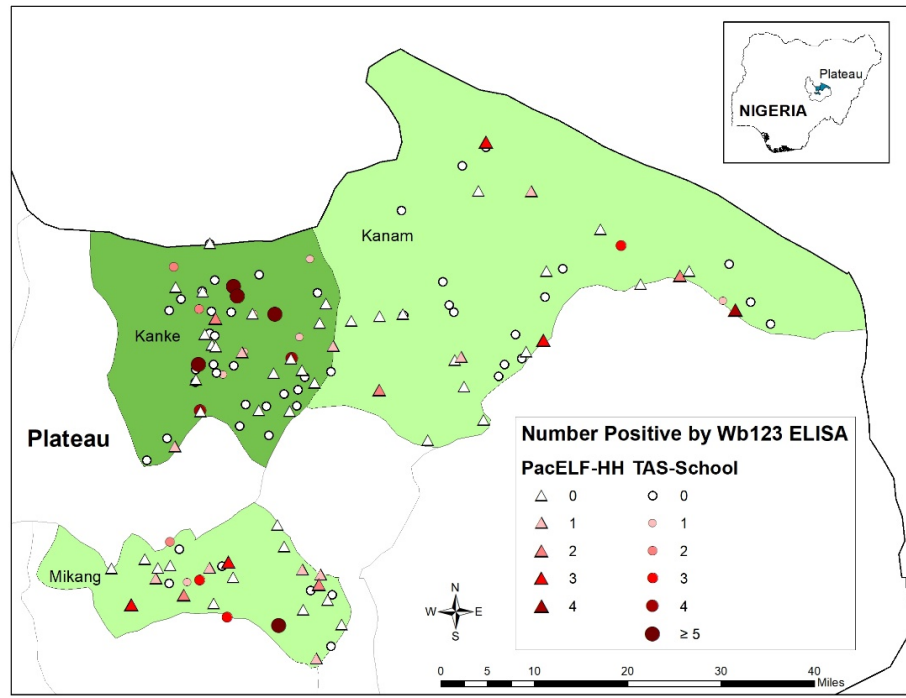 Plateau
NIGERIA
Kanam
Kanke
Plateau
Mikang
Number Positive by Wb123 ELISA
PacELF-HH TAS-School
0 0
1 1
2 2
3 3
4 4
≥ 5
N
W E
S
0 5 10 20 30 40
Miles